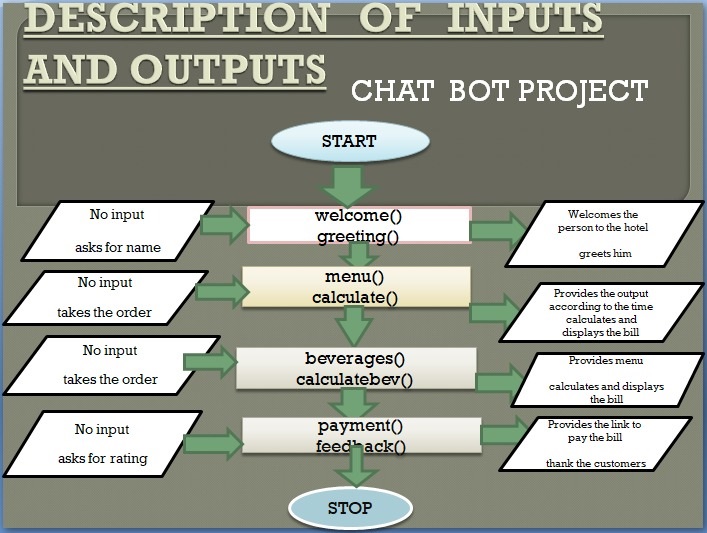 DESCRIPTION OF INPUTS
AND OUTPUTS
CHAT BOT PROJECT
START
No input
asks for name
welcome()
greeting()
Welcomes the
person to the hotel
greets him
No input
takes the order
menu()
calculate()
Provides the output
according to the time
calculates and
displays the bill
No input
takes the order
beverages()
calculatebev()
Provides menu
calculates and displays
the bill
No input
asks for rating
payment()
feedback()
Provides the link to
pay the bill
thank the customers
STOP